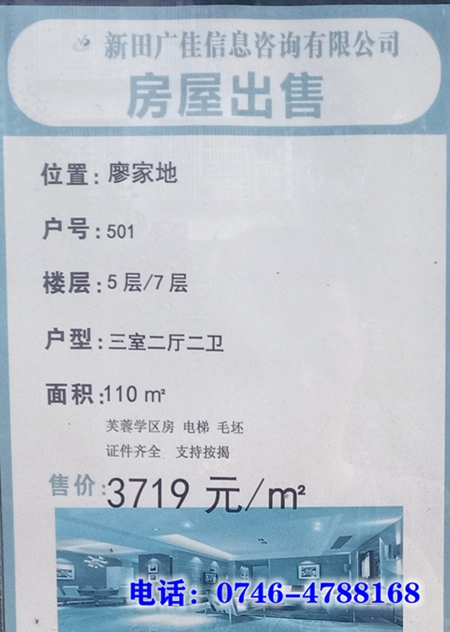 新田广佳信息咨询有限公司
房屋出售
位置：廖家地
户号：501
楼层：5层/7层
户型：三室二厅二卫
面积：110㎡
芙蓉学区房 电梯 毛坯
证件齐全 支持按揭
售价：3719 元/㎡
电话：0746-4788168